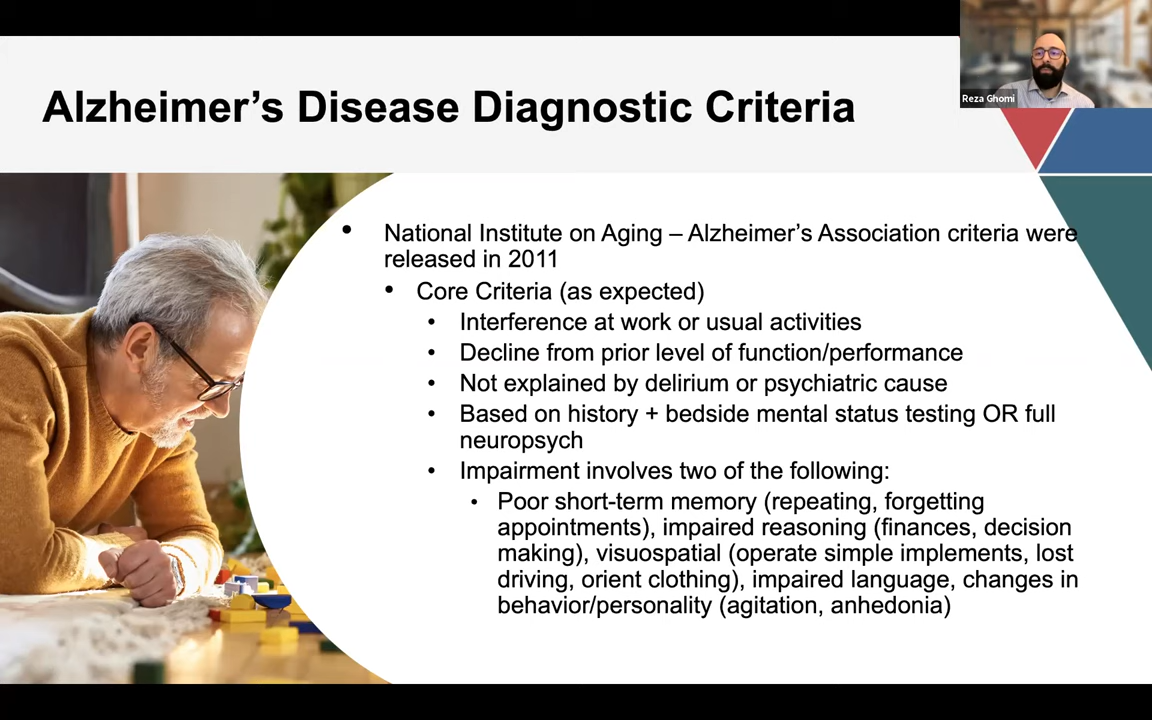 Reza Ghomi
Alzheimer’s Disease Diagnostic Criteria
• National Institute on Aging – Alzheimer’s Association criteria were
released in 2011
• Core Criteria (as expected)
• Interference at work or usual activities
• Decline from prior level of function/performance
• Not explained by delirium or psychiatric cause
• Based on history + bedside mental status testing OR full
neuropsych
• Impairment involves two of the following:
• Poor short-term memory (repeating, forgetting
appointments), impaired reasoning (finances, decision
making), visuospatial (operate simple implements, lost
driving, orient clothing), impaired language, changes in
behavior/personality (agitation, anhedonia)